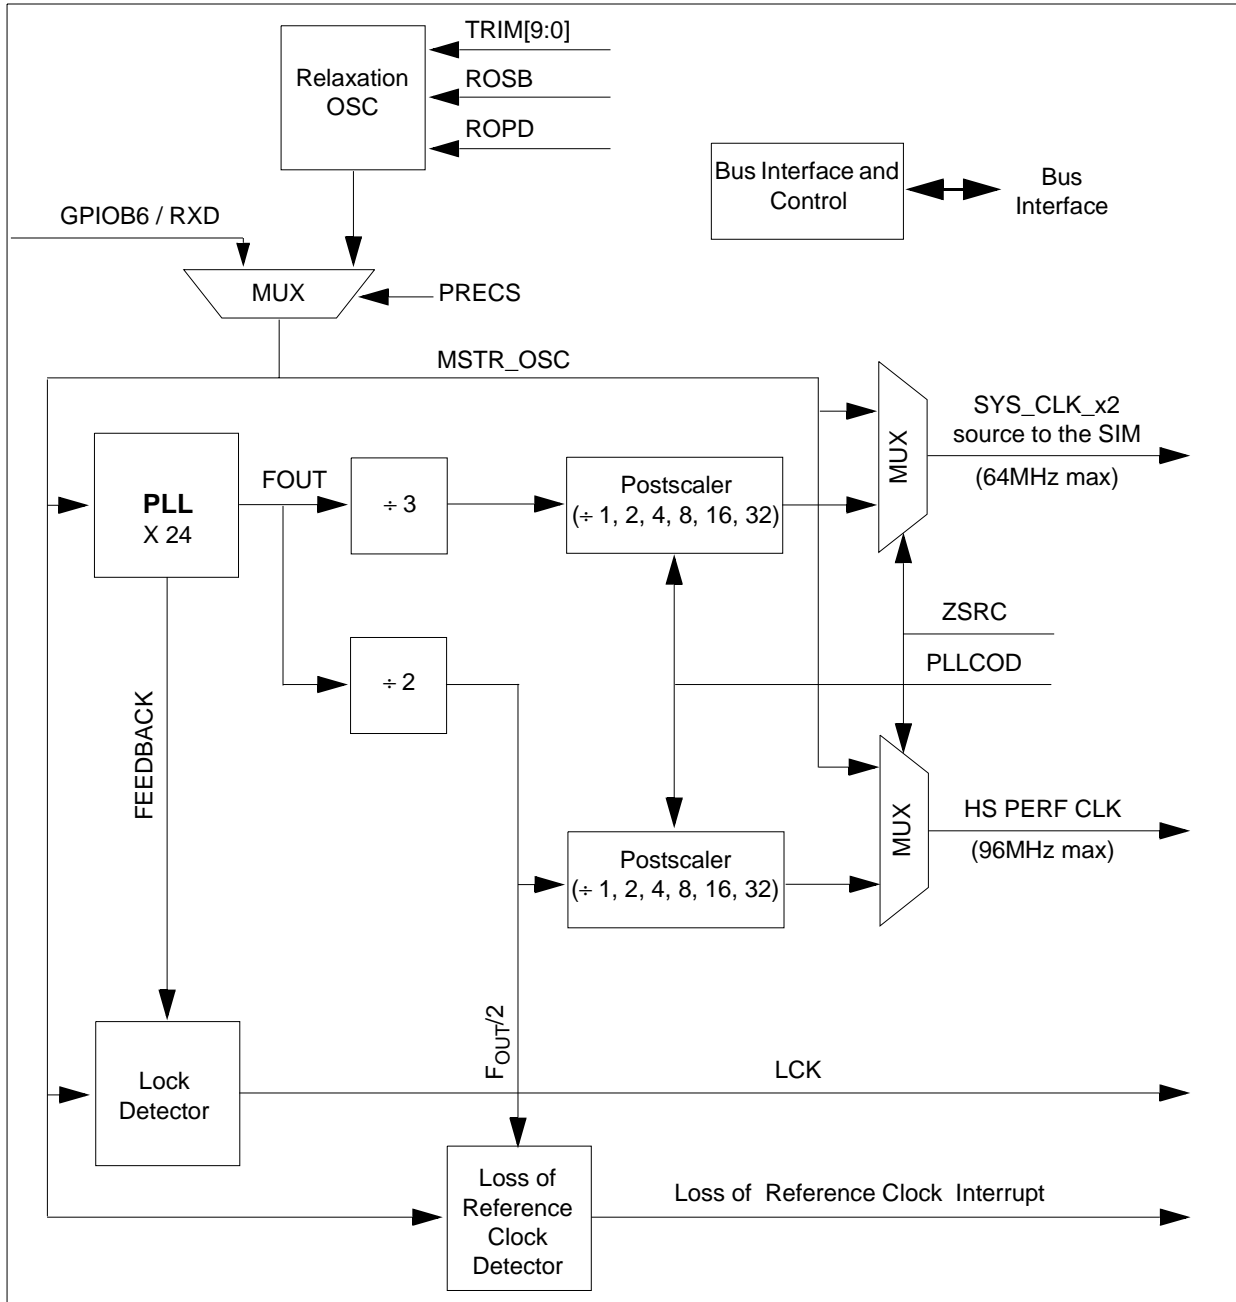 TRIM[9:0]
Relaxation
OSC
ROSB
ROPD
Bus Interface and
Control
Bus
Interface
GPIOB6 / RXD
MUX
PRECS
MSTR_OSC
SYS_CLK_x2
source to the SIM
(64MHz max)
MUX
PLL
X 24
FOUT
÷ 3
Postscaler
(÷ 1, 2, 4, 8, 16, 32)
ZSRC
PLLCOD
÷ 2
FEEDBACK
MUX
HS PERF CLK
(96MHz max)
Postscaler
(÷ 1, 2, 4, 8, 16, 32)
FOUT/2
Lock
Detector
LCK
Loss of
Reference
Clock
Detector
Loss of Reference Clock Interrupt